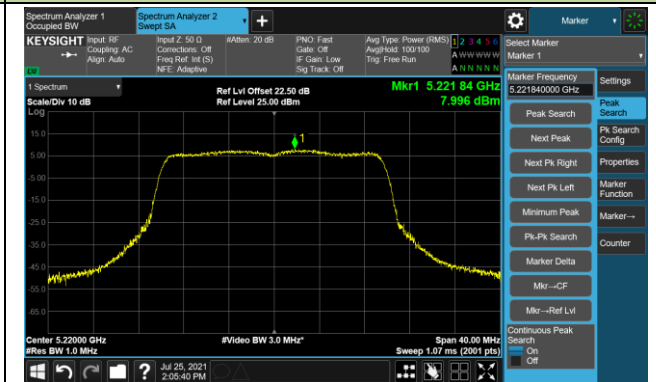 Spectrum Analyzer 1
Occupied BW
Spectrum Analyzer 2
Swept SA
Marker
KEYSIGHT
Input: RF
Coupling: AC
Align: Auto
Input Z: 50 Ω
Corrections: Off
Freq Ref: Int (S)
NFE: Adaptive
#Atten: 20 dB
PNO: Fast
Gate: Off
IF Gain: Low
Sig Track: Off
Avg Type: Power (RMS)
Avg|Hold: 100/100
Trig: Free Run
1 2 3 4 5 6
A W W W W W
A N N N N N
Select Marker
Marker 1
LW
1 Spectrum
Scale/Div 10 dB
Log
Ref Lvl Offset 22.50 dB
Ref Level 25.00 dBm
Mkr1 5.221 84 GHz
7.996 dBm
15.0
5.00
-5.00
-15.0
-25.0
-35.0
-45.0
-55.0
-65.0
1
Center 5.22000 GHz
#Res BW 1.0 MHz
#Video BW 3.0 MHz*
Span 40.00 MHz
Sweep 1.07 ms (2001 pts)
Marker Frequency
5.221840000 GHz
Peak Search
Next Peak
Next Pk Right
Next Pk Left
Minimum Peak
Pk-Pk Search
Marker Delta
Mkr→CF
Mkr→Ref Lvl
Continuous Peak
Search
On
Off
Settings
Peak
Search
Pk Search
Config
Properties
Marker
Function
Marker→
Counter
?
Jul 25, 2021
2:05:40 PM